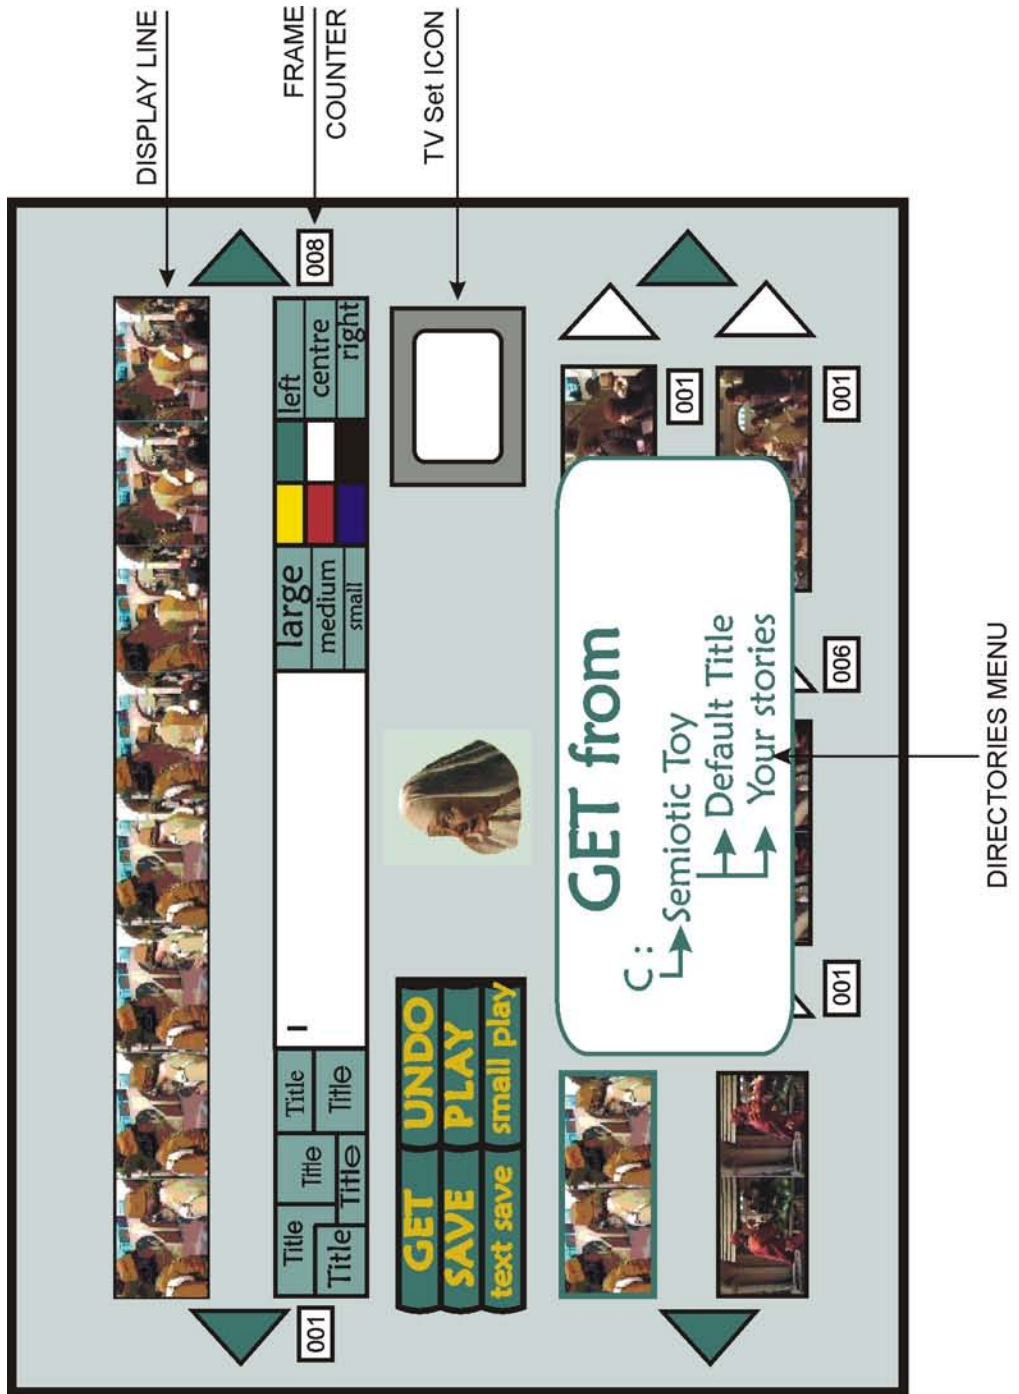 DISPLAY LINE
FRAME
COUNTER
TV Set ICON
001
008
Title
Title
Title
Title
Title
Title
large
medium
small
left
centre
right
GET
UNDO
SAVE
PLAY
text save
small play
GET from
C:
Semiotic Toy
Default Title
Your stories
001
001
006
001
DIRECTORIES MENU